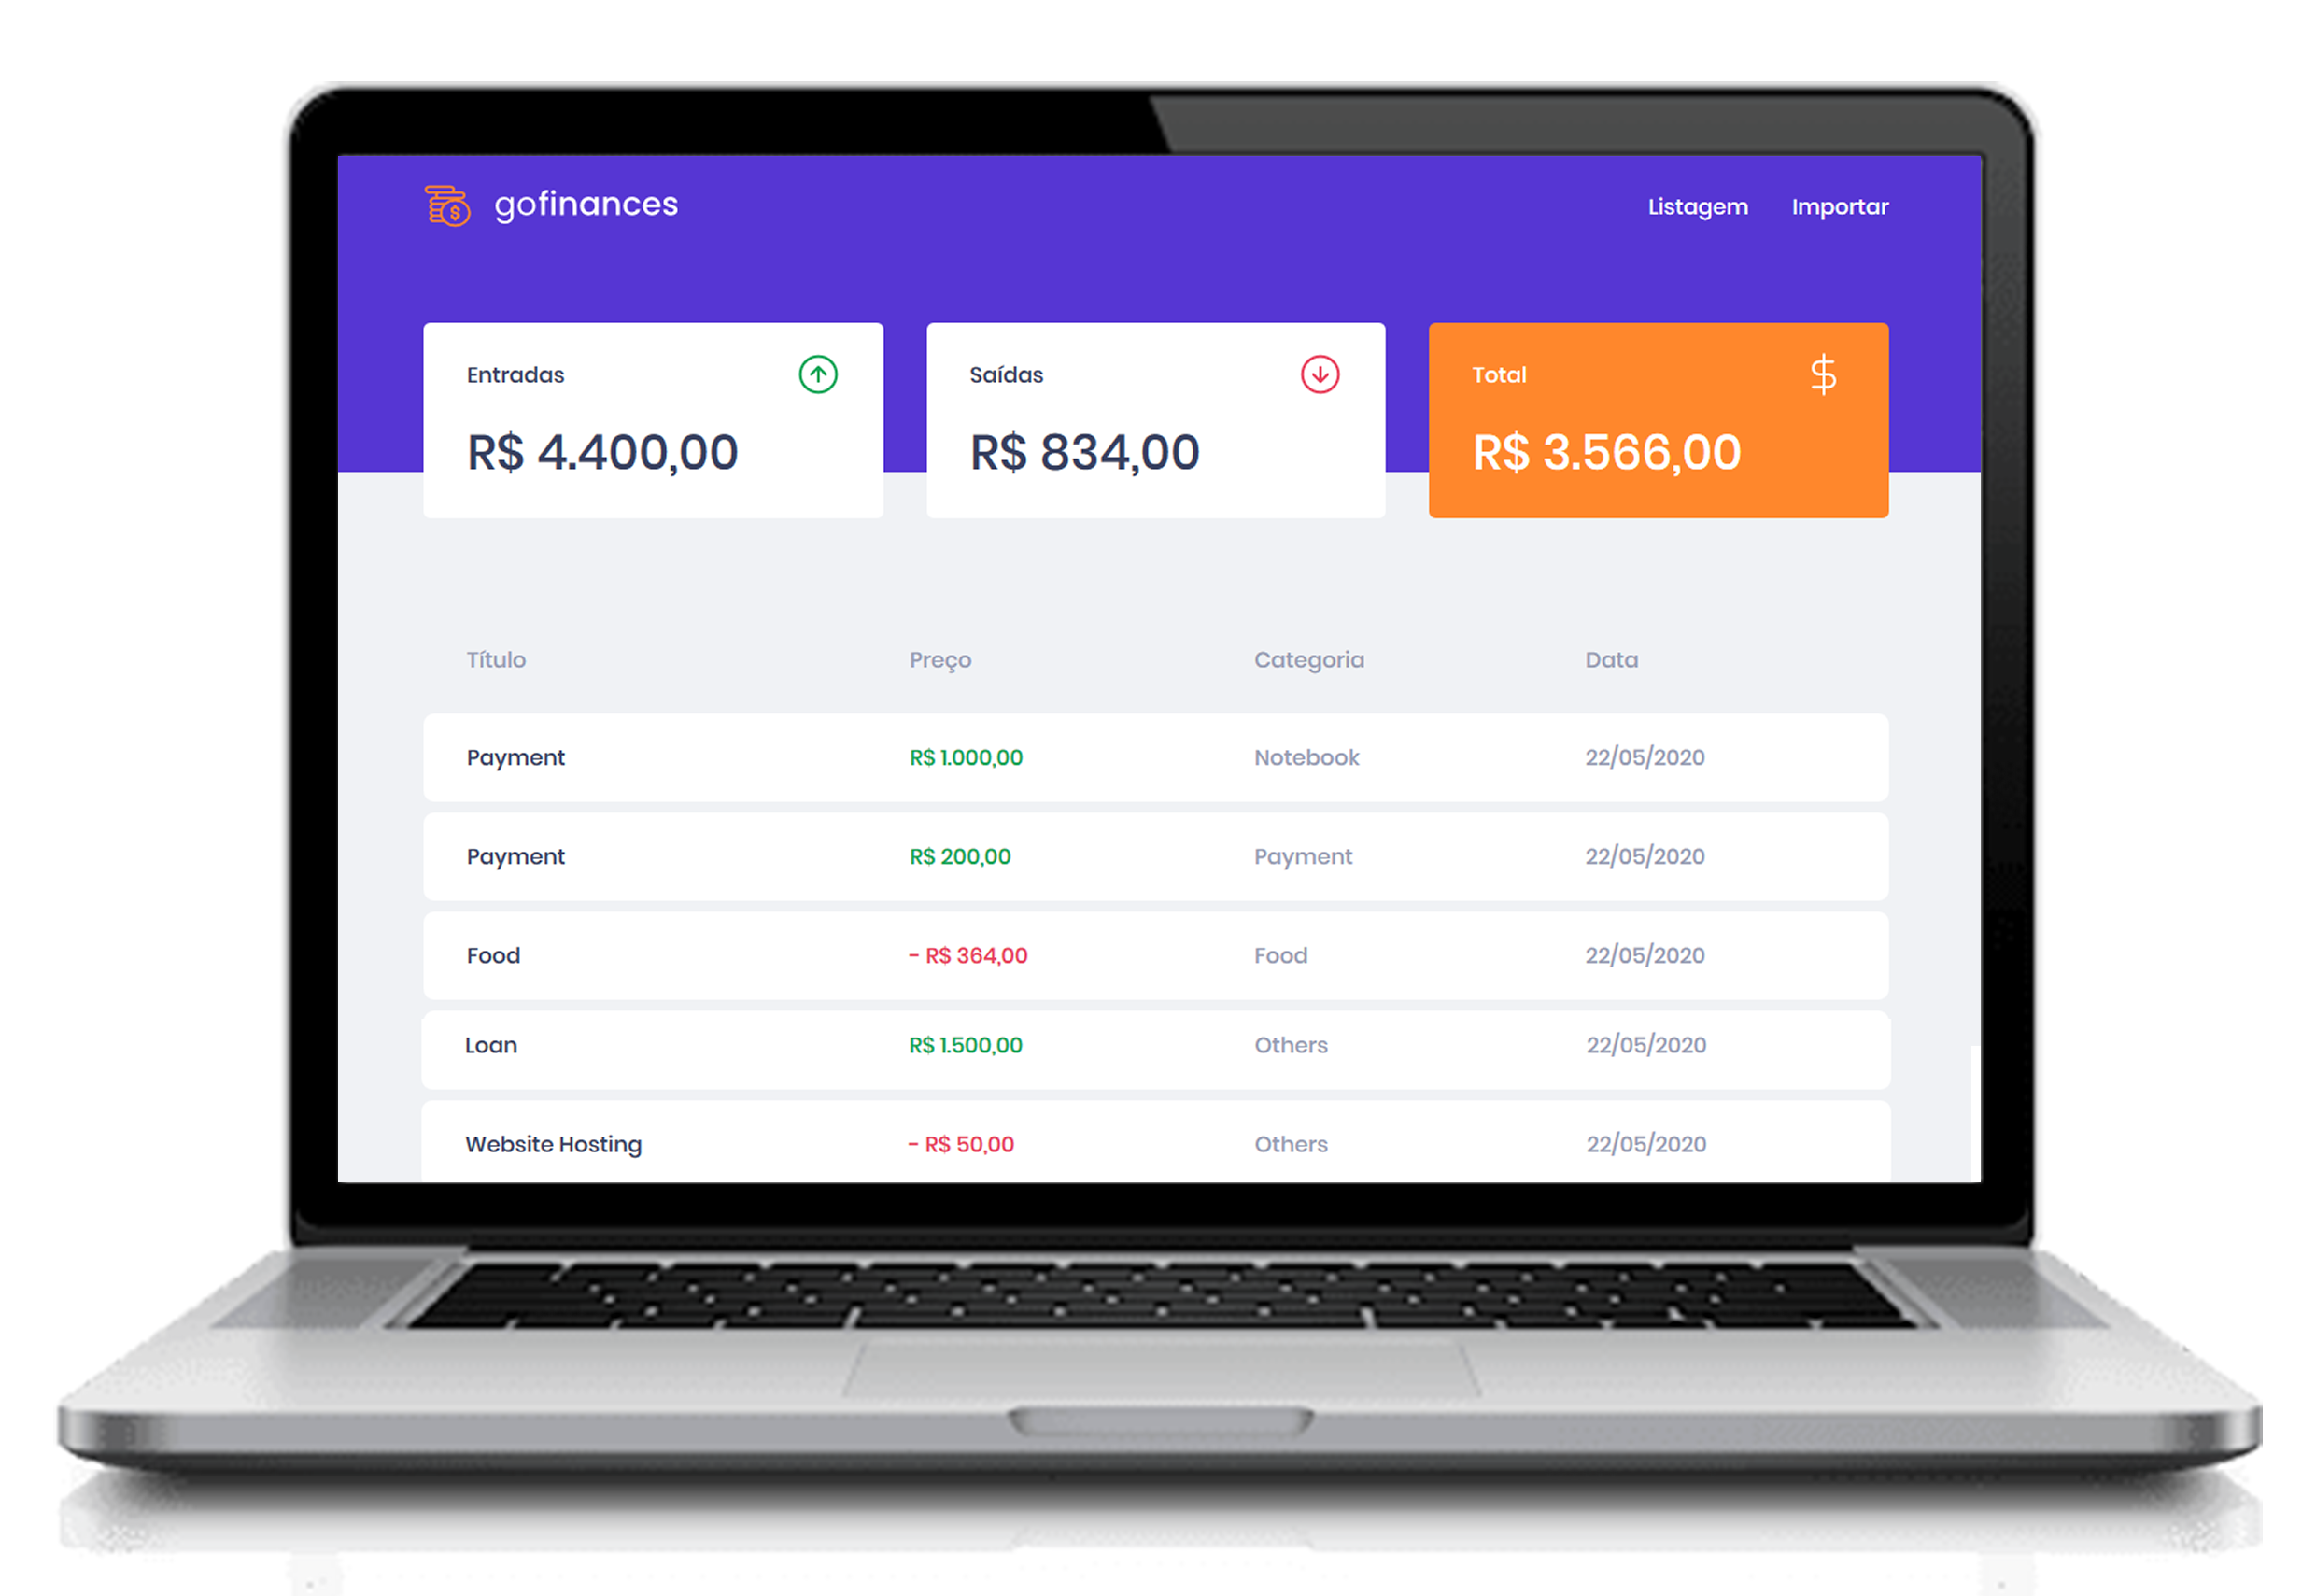 gofinances Listagem Importar
Entradas Saídas Total $
R$ 4.400,00 R$ 834,00 R$ 3.566,00
Título Preço Categoria Data
Payment R$ 1.000,00 Notebook 22/05/2020
Payment R$ 200,00 Payment 22/05/2020
Food - R$ 364,00 Food 22/05/2020
Loan R$ 1.500,00 Others 22/05/2020
Website Hosting - R$ 50,00 Others 22/05/2020